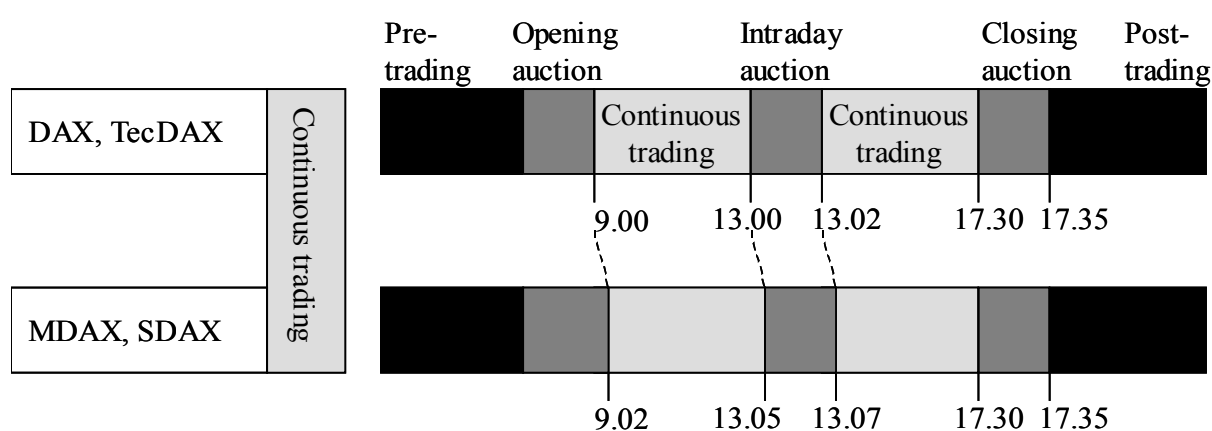 Pre-
trading
Opening
auction
Intraday
auction
Closing
auction
Post-
trading
DAX, TecDAX
Continuous trading
Continuous
trading
Continuous
trading
9.00 13.00 13.02 17.30 17.35
MDAX, SDAX
9.02 13.05 13.07 17.30 17.35